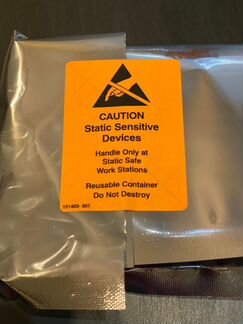 CAUTION
Static Sensitive
Devices
Handle Only at
Static Safe
Work Stations
Reusable Container
Do Not Destroy
101403-001